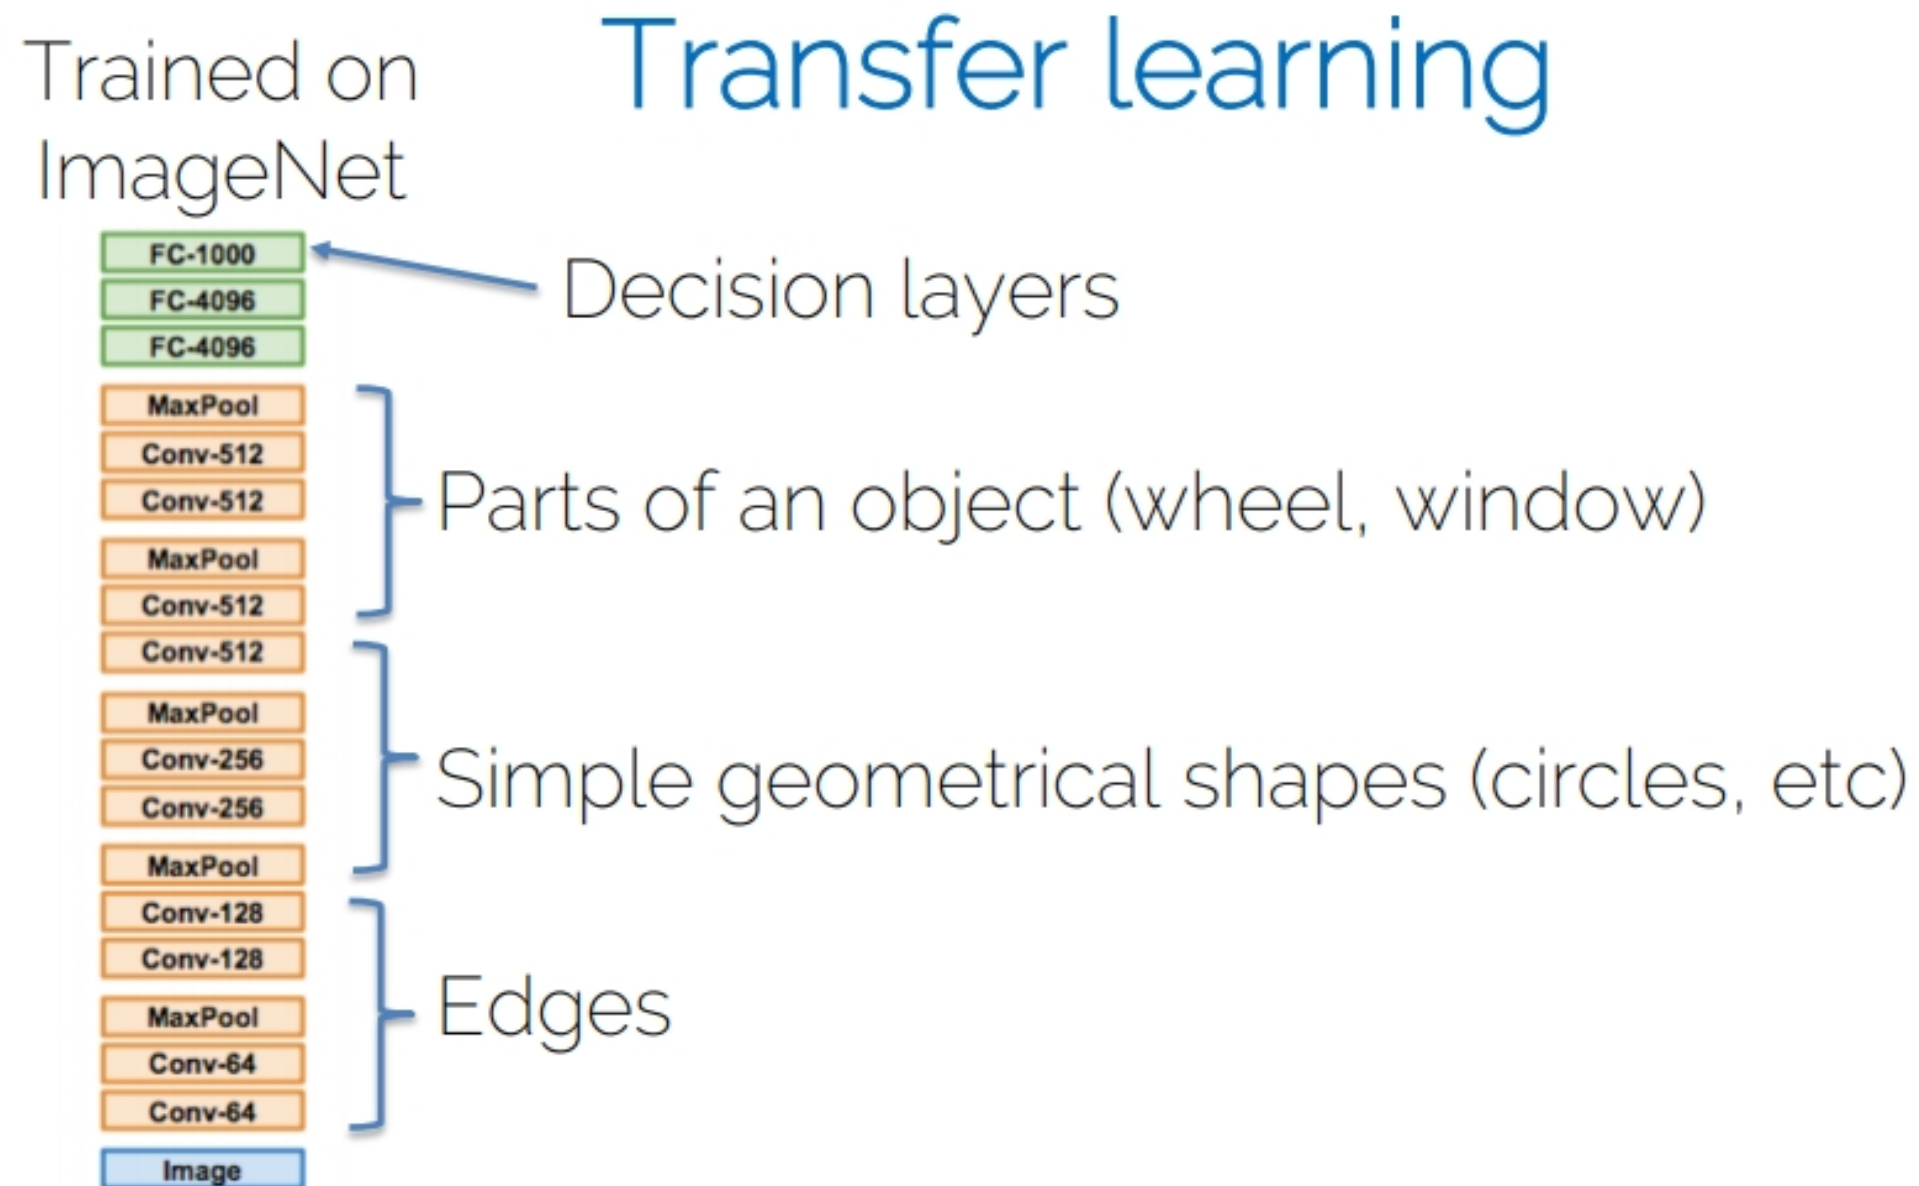 Transfer learning
Trained on
ImageNet
FC-1000
Decision layers
FC-4096
FC-4096
MaxPool
Conv-512
Conv-512
Parts of an object (wheel, window)
MaxPool
Conv-512
Conv-512
MaxPool
Conv-256
Simple geometrical shapes (circles, etc)
Conv-256
MaxPool
Conv-128
Conv-128
Edges
MaxPool
Conv-64
Conv-64
Image